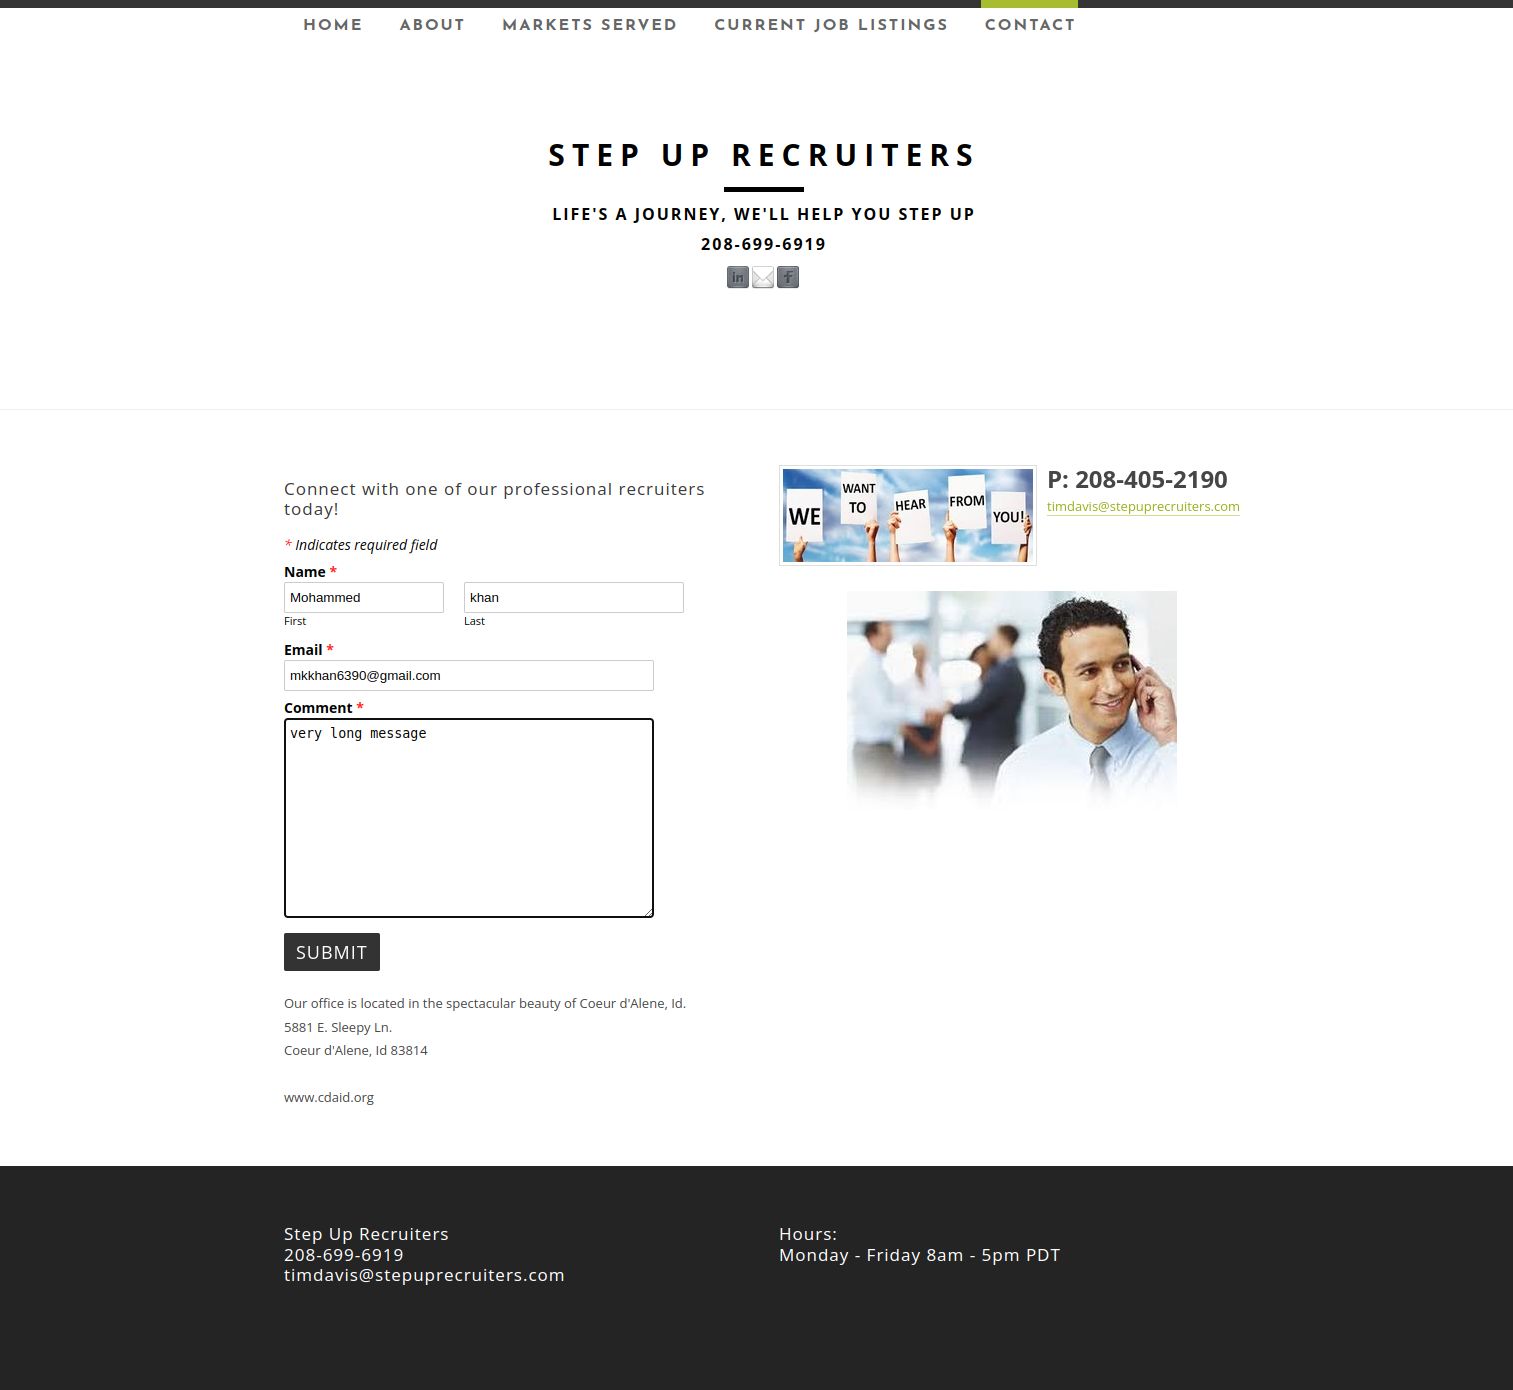 HOME ABOUT MARKETS SERVED CURRENT JOB LISTINGS CONTACT
STEP UP RECRUITERS
LIFE'S A JOURNEY, WE'LL HELP YOU STEP UP
208-699-6919
in f
Connect with one of our professional recruiters
today!
* Indicates required field
Name *
Mohammed khan
First Last
Email *
mkkhan6390@gmail.com
Comment *
very long message
SUBMIT
Our office is located in the spectacular beauty of Coeur d'Alene, Id.
5881 E. Sleepy Ln.
Coeur d'Alene, Id 83814
www.cdaid.org
WE
WANT
TO
HEAR
FROM
YOU!
P: 208-405-2190
timdavis@stepuprecruiters.com
Step Up Recruiters
208-699-6919
timdavis@stepuprecruiters.com
Hours:
Monday - Friday 8am - 5pm PDT